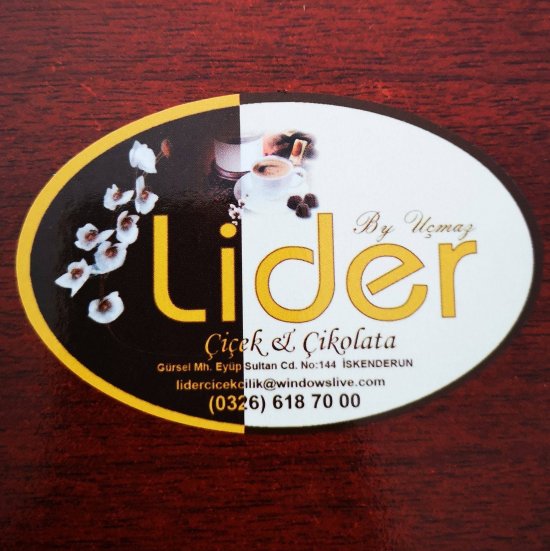 By Uçmaz
Lider
Çiçek & Çikolata
Gürsel Mh. Eyüp Sultan Cd. No:144 İSKENDERUN
lidercicekcilik@windowslive.com
(0326) 618 70 00